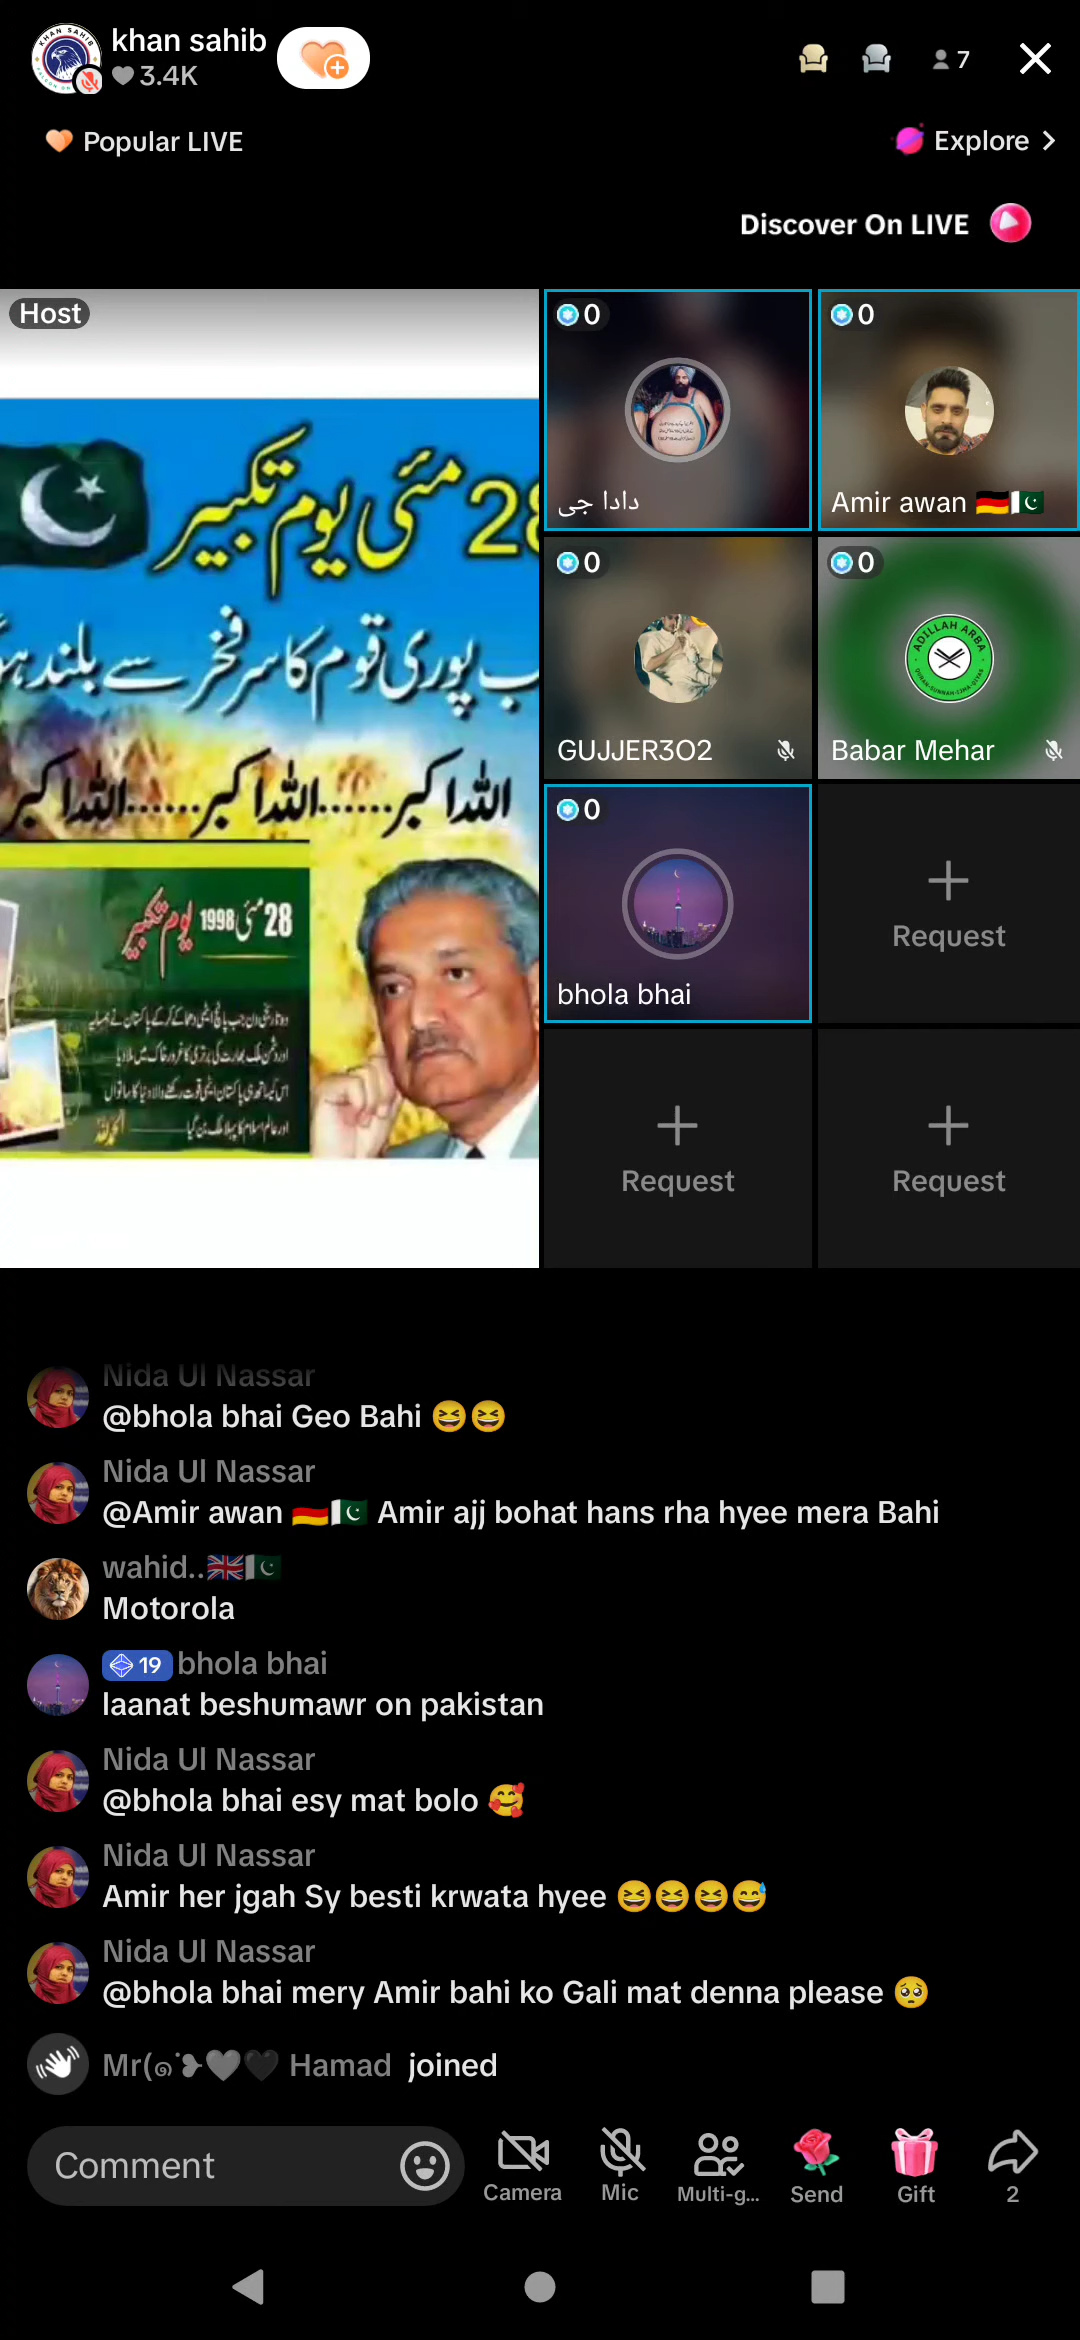 khan sahib
3.4K
7
Popular LIVE
Explore
Discover On LIVE
Host
28 مئی یوم تکبیر
پوری قوم کا سر فخر سے بلند
اللہ اکبر......اللہ اکبر......اللہ اکبر
28 مئی 1998 یوم تکبیر
0
دادا جی
0
Amir awan 🇩🇪🇵🇰
0
GUJJER3O2
0
ADILLAH ARBA
Babar Mehar
0
bhola bhai
Request
Request
Request
Nida Ul Nassar
@bhola bhai Geo Bahi 😆😆
Nida Ul Nassar
@Amir awan 🇩🇪🇵🇰 Amir ajj bohat hans rha hyee mera Bahi
wahid..🇬🇧🇵🇰
Motorola
19 bhola bhai
laanat beshumawr on pakistan
Nida Ul Nassar
@bhola bhai esy mat bolo 🥰
Nida Ul Nassar
Amir her jgah Sy besti krwata hyee 😆😆😆😅
Nida Ul Nassar
@bhola bhai mery Amir bahi ko Gali mat denna please 🥺
Mr(๑˙❥🩶🖤 Hamad joined
Comment
Camera
Mic
Multi-g...
Send
Gift
2